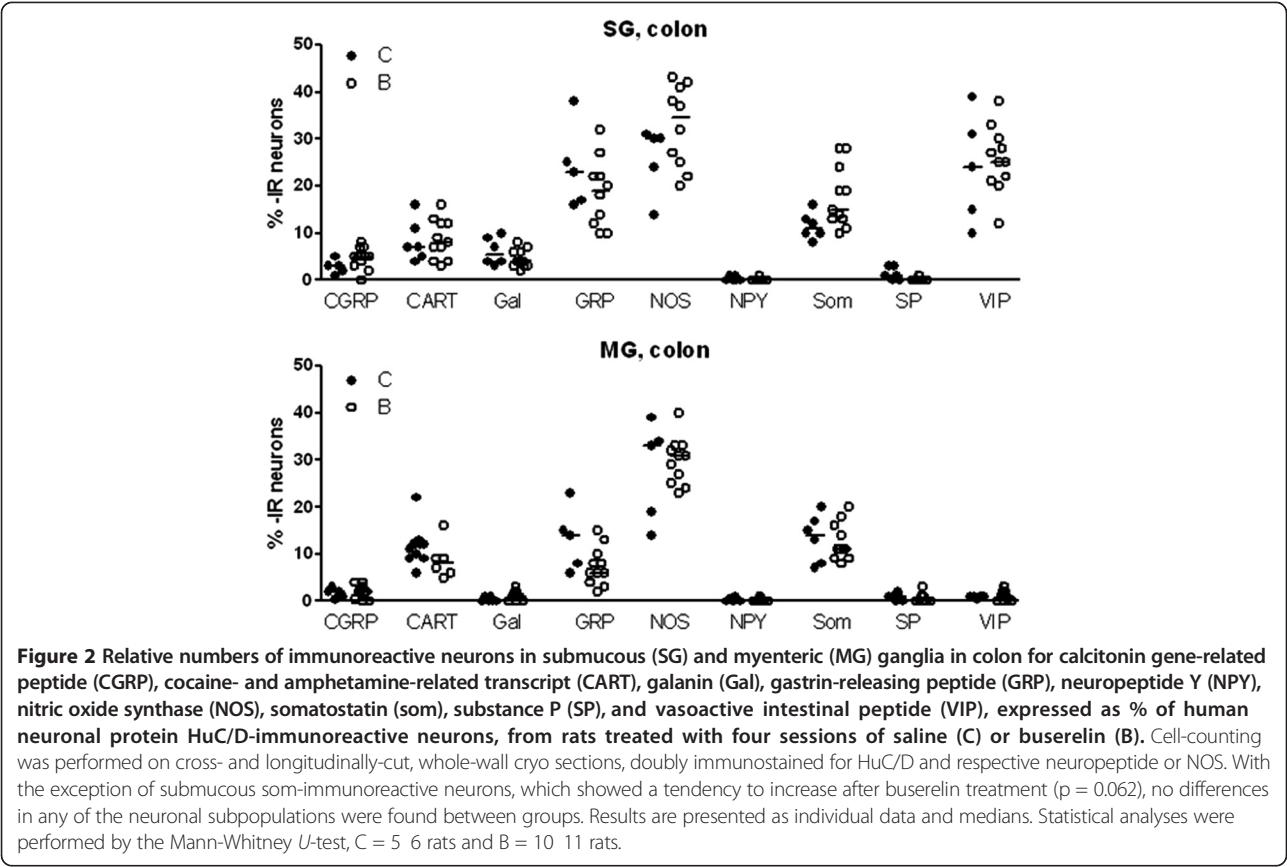 SG, colon
50
40
30
20
10
0
% -IR neurons
C
B
CGRP CART Gal GRP NOS NPY Som SP VIP
MG, colon
50
40
30
20
10
0
% -IR neurons
C
B
CGRP CART Gal GRP NOS NPY Som SP VIP
Figure 2 Relative numbers of immunoreactive neurons in submucous (SG) and myenteric (MG) ganglia in colon for calcitonin gene-related
peptide (CGRP), cocaine- and amphetamine-related transcript (CART), galanin (Gal), gastrin-releasing peptide (GRP), neuropeptide Y (NPY),
nitric oxide synthase (NOS), somatostatin (som), substance P (SP), and vasoactive intestinal peptide (VIP), expressed as % of human
neuronal protein HuC/D-immunoreactive neurons, from rats treated with four sessions of saline (C) or buserelin (B). Cell-counting
was performed on cross- and longitudinally-cut, whole-wall cryo sections, doubly immunostained for HuC/D and respective neuropeptide or NOS. With
the exception of submucous som-immunoreactive neurons, which showed a tendency to increase after buserelin treatment (p = 0.062), no differences
in any of the neuronal subpopulations were found between groups. Results are presented as individual data and medians. Statistical analyses were
performed by the Mann-Whitney U-test, C = 5 6 rats and B = 10 11 rats.